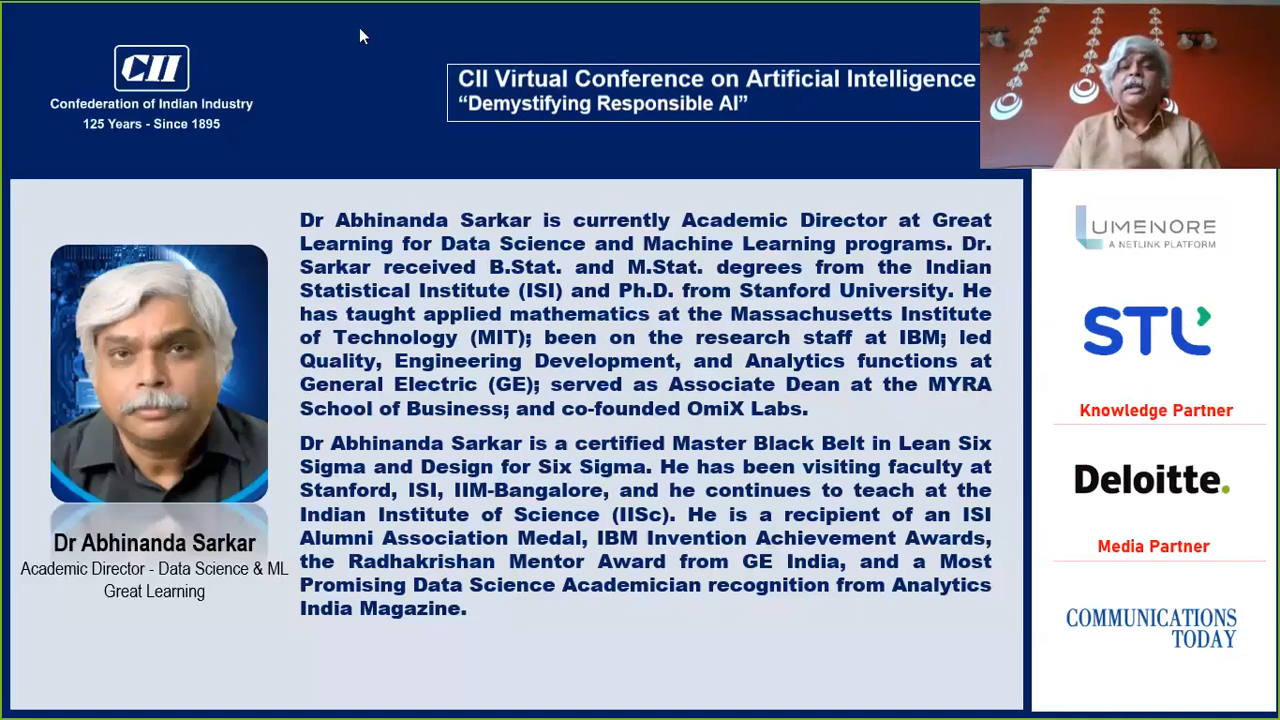 CII
Confederation of Indian Industry
125 Years - Since 1895
CII Virtual Conference on Artificial Intelligence
“Demystifying Responsible AI”
Dr Abhinanda Sarkar is currently Academic Director at Great
Learning for Data Science and Machine Learning programs. Dr.
Sarkar received B.Stat. and M.Stat. degrees from the Indian
Statistical Institute (ISI) and Ph.D. from Stanford University. He
has taught applied mathematics at the Massachusetts Institute
of Technology (MIT); been on the research staff at IBM; led
Quality, Engineering Development, and Analytics functions at
General Electric (GE); served as Associate Dean at the MYRA
School of Business; and co-founded OmiX Labs.
Dr Abhinanda Sarkar is a certified Master Black Belt in Lean Six
Sigma and Design for Six Sigma. He has been visiting faculty at
Stanford, ISI, IIM-Bangalore, and he continues to teach at the
Indian Institute of Science (IISc). He is a recipient of an ISI
Alumni Association Medal, IBM Invention Achievement Awards,
the Radhakrishan Mentor Award from GE India, and a Most
Promising Data Science Academician recognition from Analytics
India Magazine.
Dr Abhinanda Sarkar
Academic Director - Data Science & ML
Great Learning
LUMENORE
A NETLINK PLATFORM
STL
Knowledge Partner
Deloitte.
Media Partner
COMMUNICATIONS
TODAY